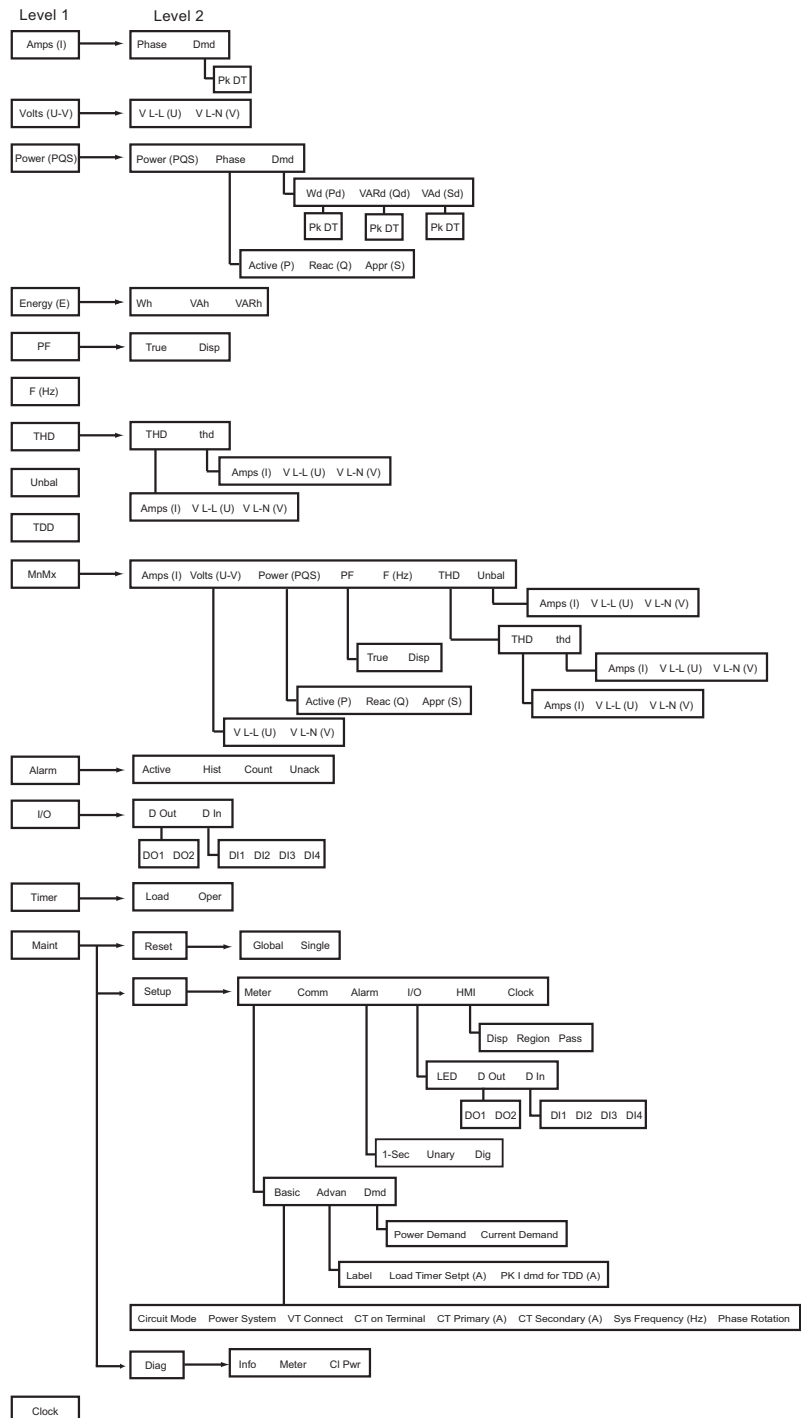 Level 1 Level 2
Amps (I) Phase Dmd
Pk DT
Volts (U-V) V L-L (U) V L-N (V)
Power (PQS) Power (PQS) Phase Dmd
Wd (Pd) VARd (Qd) VAd (Sd)
Pk DT Pk DT Pk DT
Active (P) Reac (Q) Appr (S)
Energy (E) Wh VAh VARh
PF True Disp
F (Hz)
THD THD thd
Amps (I) V L-L (U) V L-N (V)
Unbal
Amps (I) V L-L (U) V L-N (V)
TDD
MnMx Amps (I) Volts (U-V) Power (PQS) PF F (Hz) THD Unbal
Amps (I) V L-L (U) V L-N (V)
THD thd
True Disp
Amps (I) V L-L (U) V L-N (V)
Active (P) Reac (Q) Appr (S)
Amps (I) V L-L (U) V L-N (V)
V L-L (U) V L-N (V)
Alarm Active Hist Count Unack
I/O D Out D In
DO1 DO2 DI1 DI2 DI3 DI4
Timer Load Oper
Maint Reset Global Single
Setup Meter Comm Alarm I/O HMI Clock
Disp Region Pass
LED D Out D In
DO1 DO2 DI1 DI2 DI3 DI4
1-Sec Unary Dig
Basic Advan Dmd
Power Demand Current Demand
Label Load Timer Setpt (A) PK I dmd for TDD (A)
Circuit Mode Power System VT Connect CT on Terminal CT Primary (A) CT Secondary (A) Sys Frequency (Hz) Phase Rotation
Diag Info Meter Cl Pwr
Clock